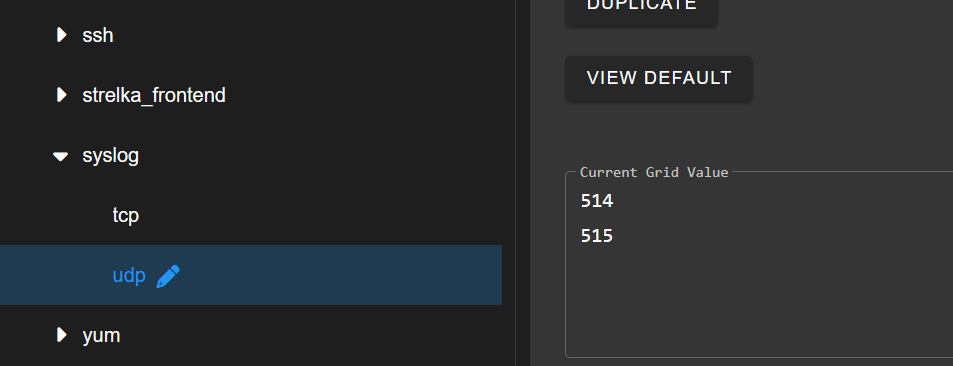 ssh
strelka_frontend
syslog
tcp
udp
yum
DUPLICATE
VIEW DEFAULT
Current Grid Value
514
515